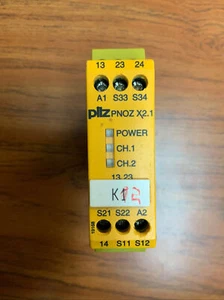 13 23 24
A1 S33 S34
pilz PNOZ X2.1
POWER
CH.1
CH.2
13 23
S21 S22 A2
14 S11 S12